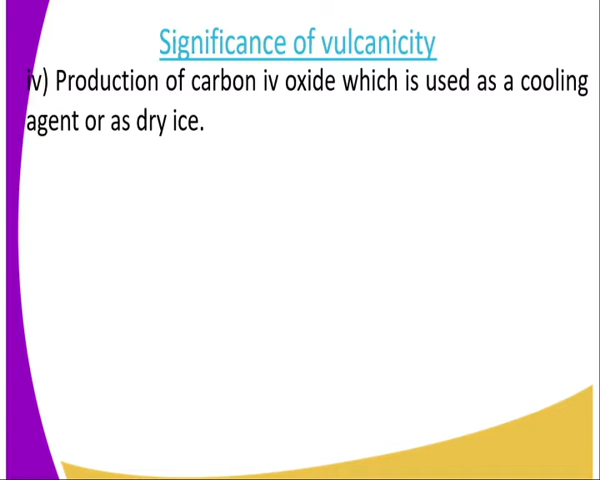 Significance of vulcanicity
iv) Production of carbon iv oxide which is used as a cooling
agent or as dry ice.